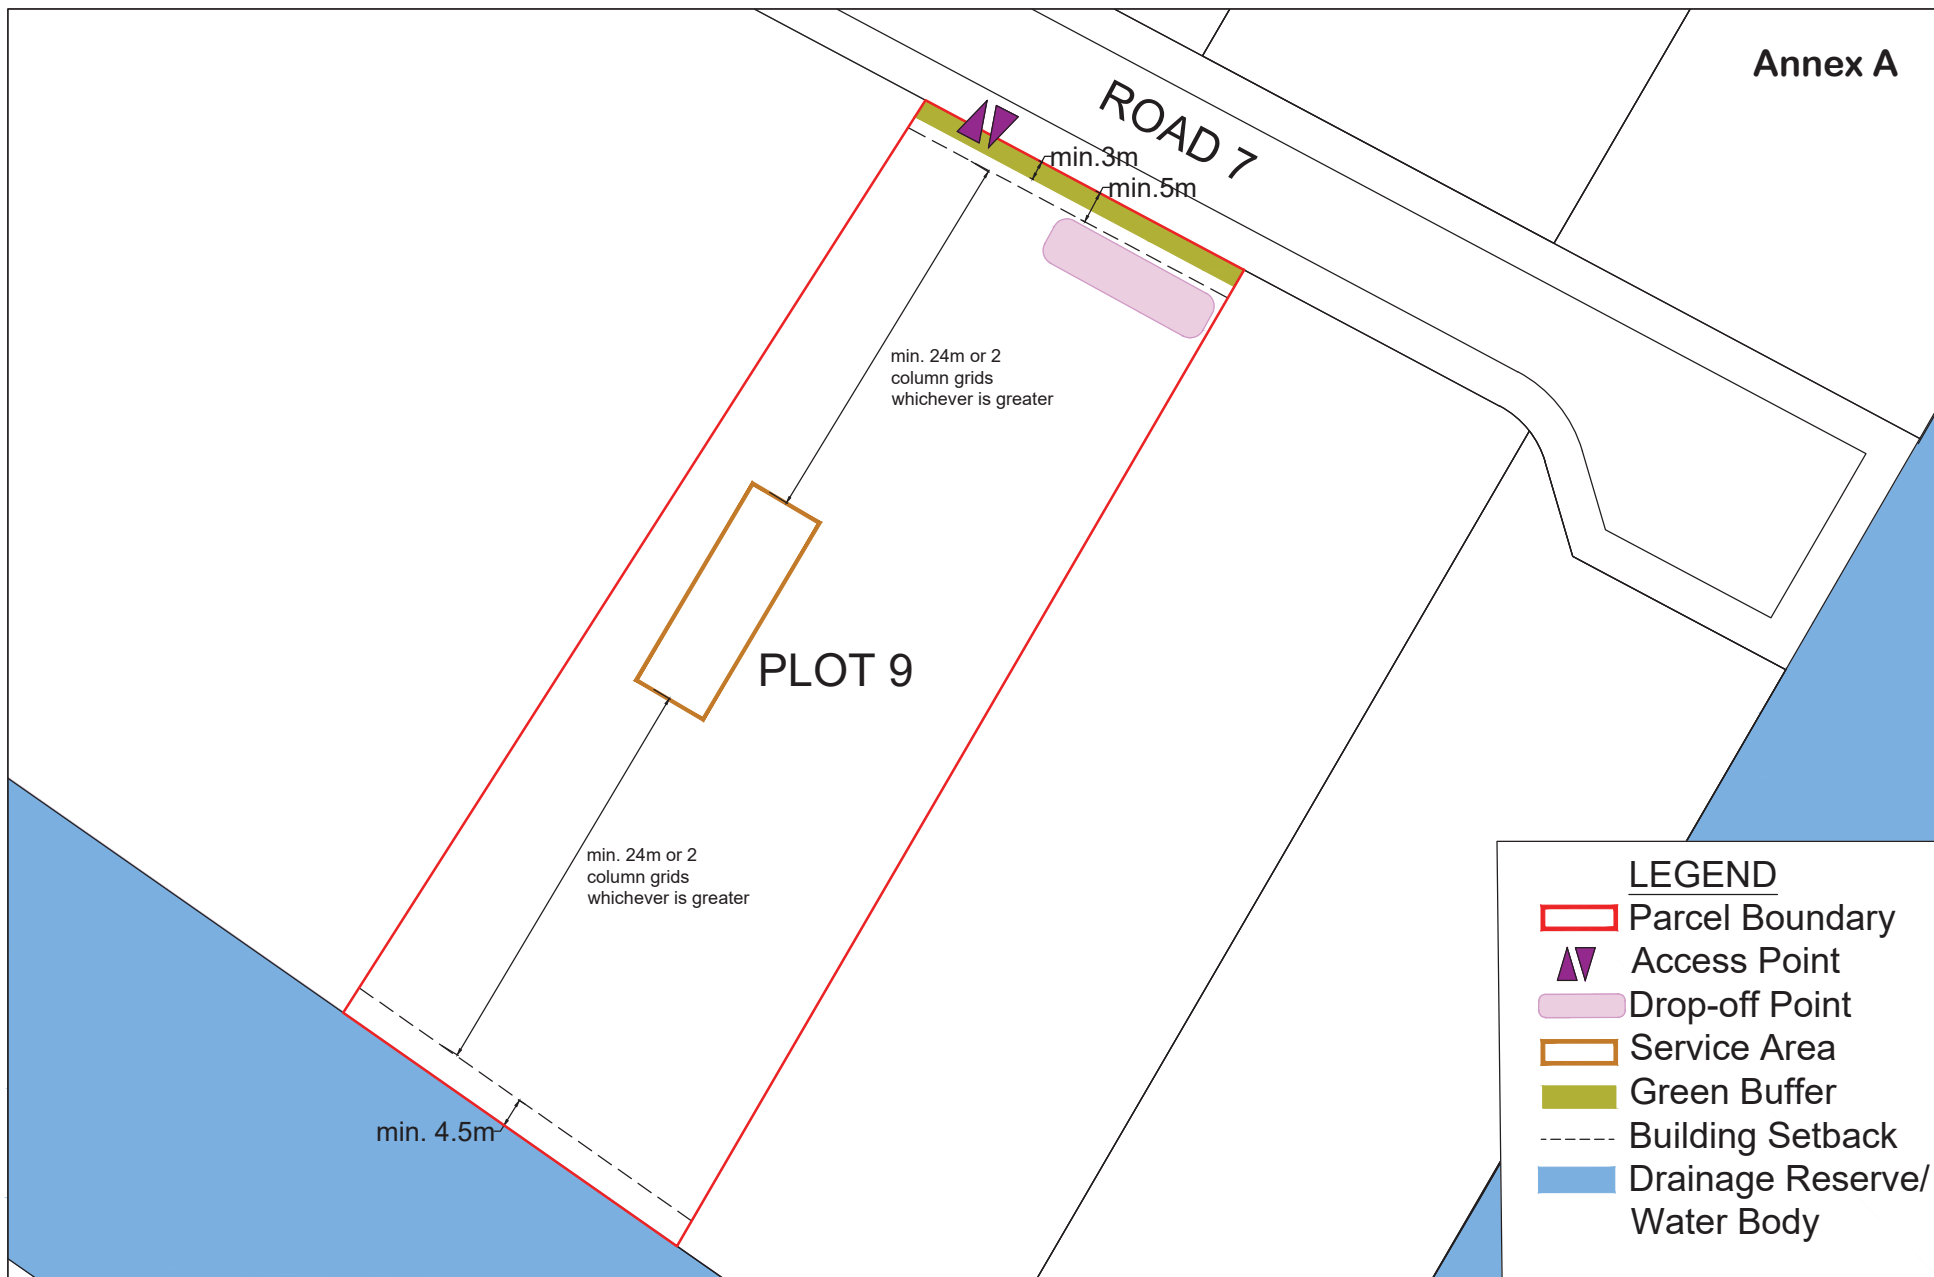 Annex A
ROAD 7
min.3m
min.5m
min. 24m or 2
column grids
whichever is greater
PLOT 9
min. 24m or 2
column grids
whichever is greater
min. 4.5m
LEGEND
Parcel Boundary
Access Point
Drop-off Point
Service Area
Green Buffer
Building Setback
Drainage Reserve/
Water Body